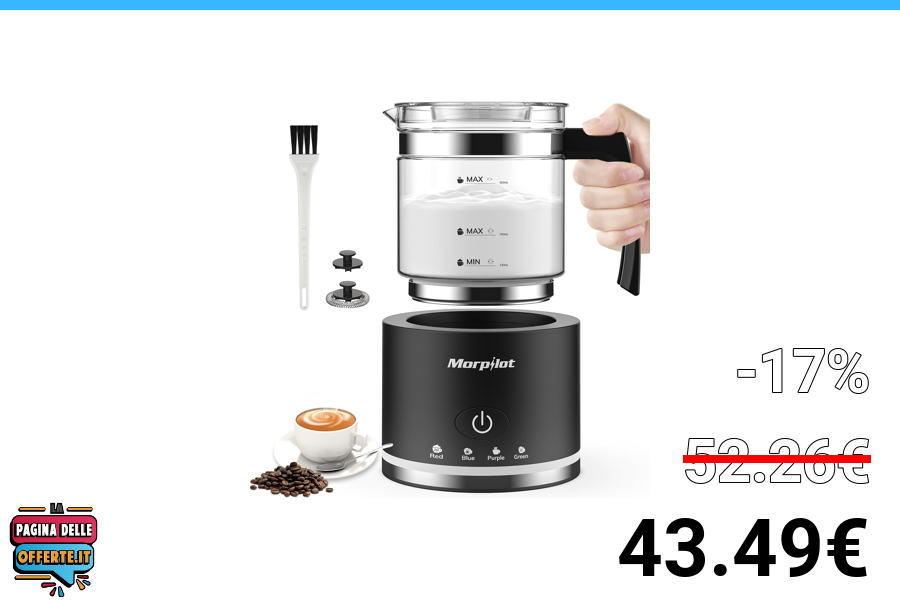 MAX
MAX
MIN
Morpilot
Red Blue Purple Green
-17%
52.26€
43.49€
LA
PAGINA DELLE
OFFERTE.IT